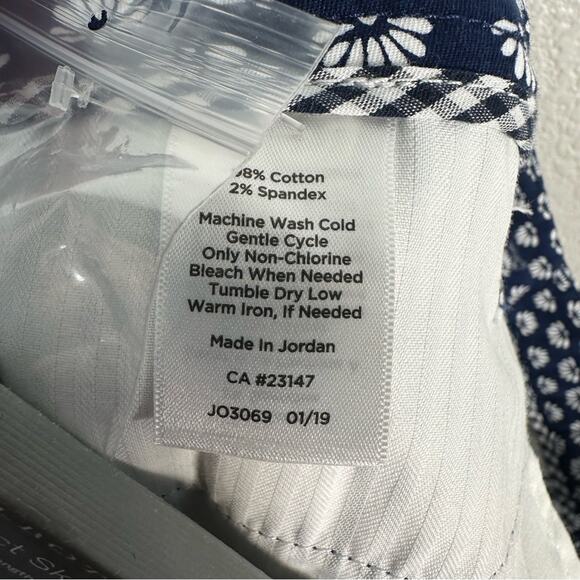 98% Cotton
2% Spandex
Machine Wash Cold
Gentle Cycle
Only Non-Chlorine
Bleach When Needed
Tumble Dry Low
Warm Iron, If Needed
Made In Jordan
CA #23147
JO3069 01/19